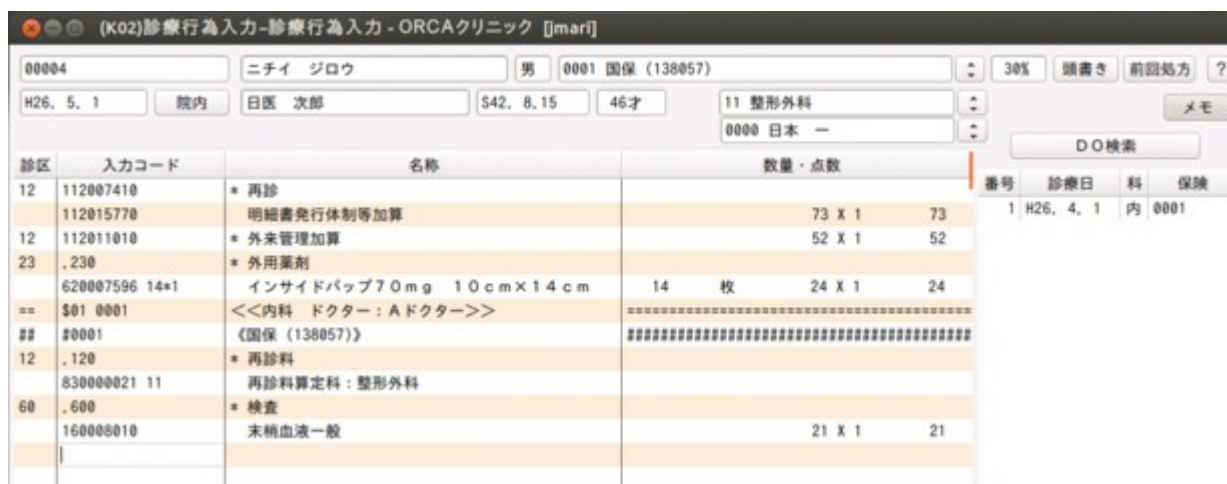 (K02)診療行為入力-診療行為入力 - ORCAクリニック [jmari]
00004 ニチイ ジロウ 男 0001 国保 (138057) 30% 頭書き 前回処方 ?
H26. 5. 1 院内 日医 次郎 S42. 8.15 46才 11 整形外科 メモ
0000 日本 一
DO検索
診区 入力コード 名称 数量・点数 番号 診療日 科 保険
12 112007410 * 再診 1 H26. 4. 1 内 0001
112015770 明細書発行体制等加算 73 X 1 73
12 112011010 * 外来管理加算 52 X 1 52
23 .230 * 外用薬剤
620007596 14*1 インサイドパップ70mg 10cm×14cm 14 枚 24 X 1 24
== $01 0001 <<内科 ドクター:Aドクター>> ==========================================
## #0001 《国保 (138057)》 ##########################################
12 .120 * 再診料
830000021 11 再診料算定科:整形外科
60 .600 * 検査
160008010 末梢血液一般 21 X 1 21